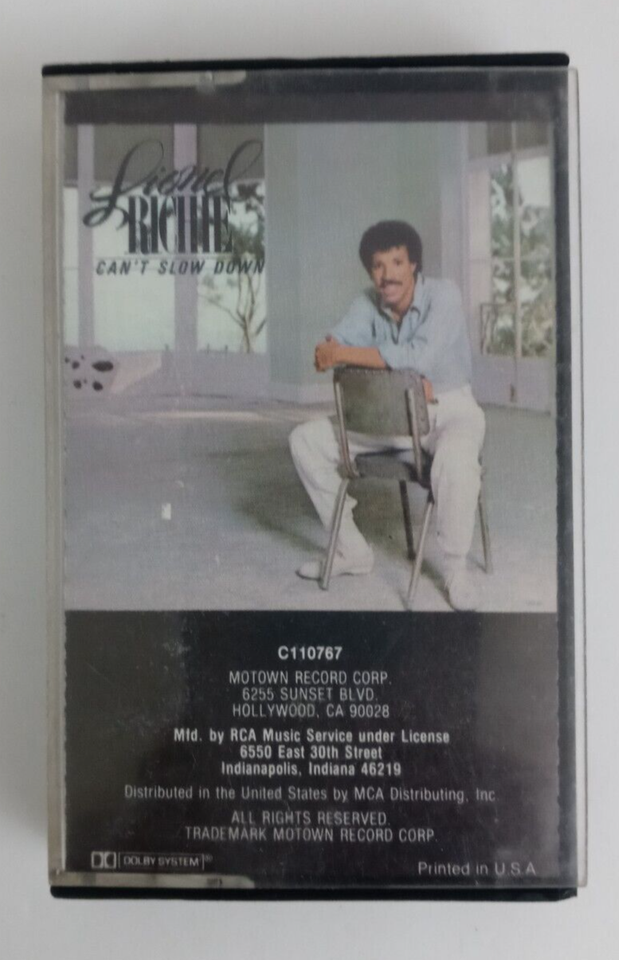 Lionel
RICHIE
CAN'T SLOW DOWN
C110767
MOTOWN RECORD CORP.
6255 SUNSET BLVD.
HOLLYWOOD, CA 90028
Mfd. by RCA Music Service under License
6550 East 30th Street
Indianapolis, Indiana 46219
Distributed in the United States by MCA Distributing, Inc
ALL RIGHTS RESERVED.
TRADEMARK MOTOWN RECORD CORP.
DOLBY SYSTEM ®
Printed in U.S.A